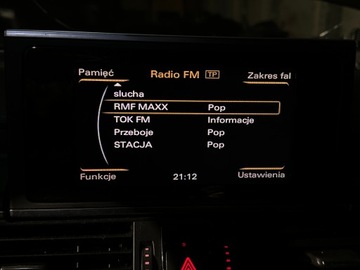 Pamięć Radio FM TP Zakres fal
słucha
RMF MAXX Pop
TOK FM Informacje
Przeboje Pop
STACJA Pop
Funkcje 21:12 Ustawienia